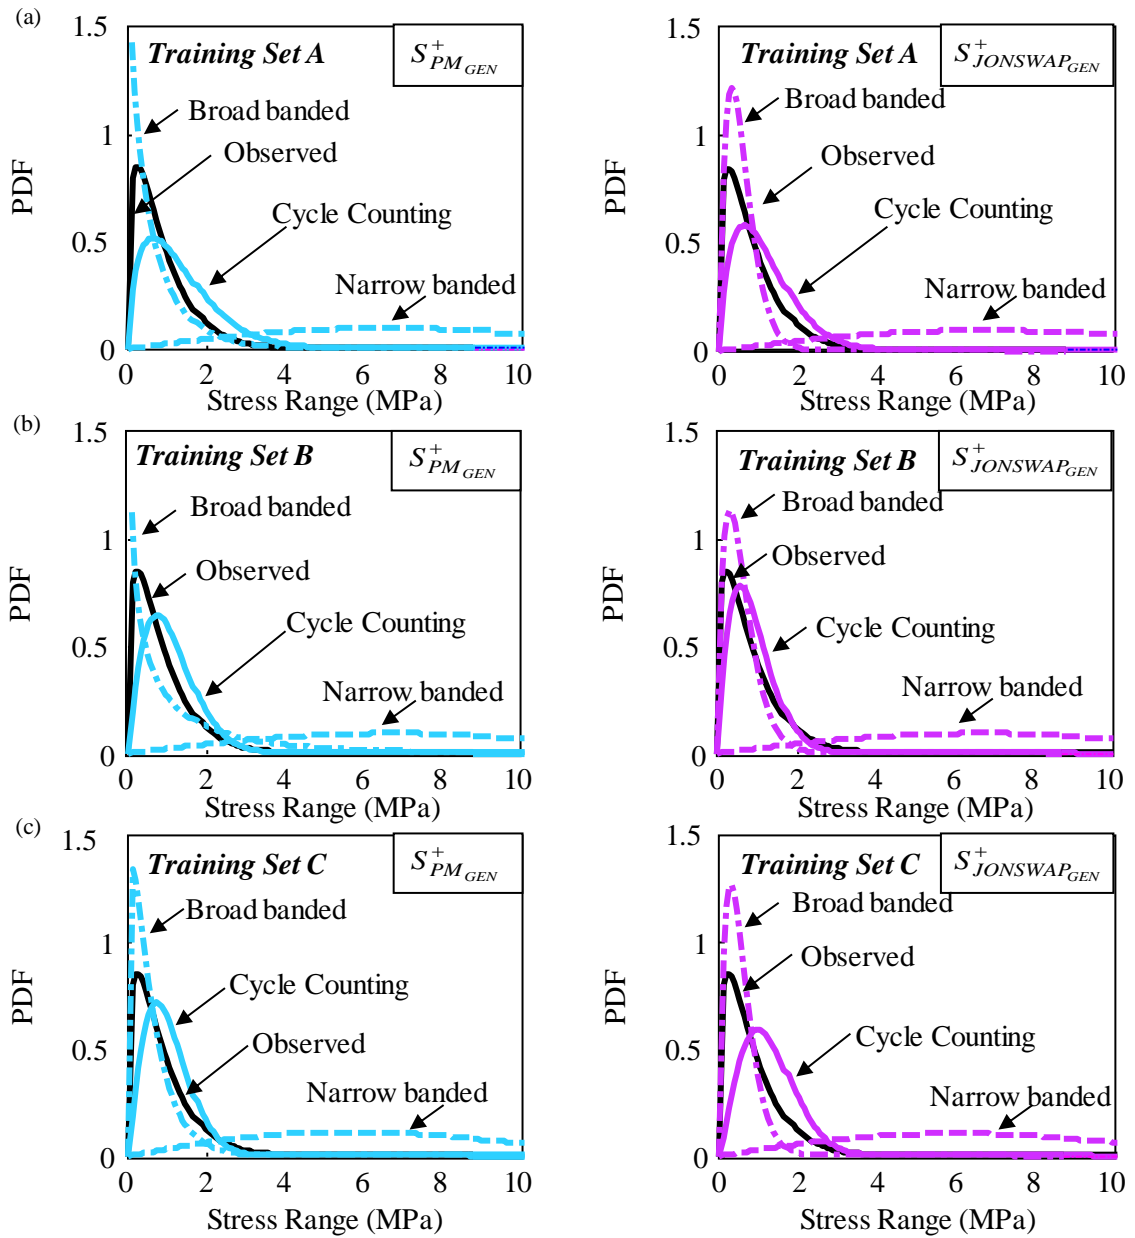 (a)
1.5
Training Set A
S+PM GEN
Broad banded
1
Observed
PDF
Cycle Counting
0.5
Narrow banded
0
0 2 4 6 8 10
Stress Range (MPa)
1.5
Training Set A
S+JONSWAP GEN
Broad banded
1
Observed
PDF
Cycle Counting
0.5
Narrow banded
0
0 2 4 6 8 10
Stress Range (MPa)
(b)
1.5
Training Set B
S+PM GEN
Broad banded
1
Observed
PDF
Cycle Counting
0.5
Narrow banded
0
0 2 4 6 8 10
Stress Range (MPa)
1.5
Training Set B
S+JONSWAP GEN
Broad banded
1
Observed
PDF
Cycle Counting
0.5
Narrow banded
0
0 2 4 6 8 10
Stress Range (MPa)
(c)
1.5
Training Set C
S+PM GEN
Broad banded
1
Cycle Counting
PDF
Observed
0.5
Narrow banded
0
0 2 4 6 8 10
Stress Range (MPa)
1.5
Training Set C
S+JONSWAP GEN
Broad banded
1
Observed
PDF
Cycle Counting
0.5
Narrow banded
0
0 2 4 6 8 10
Stress Range (MPa)